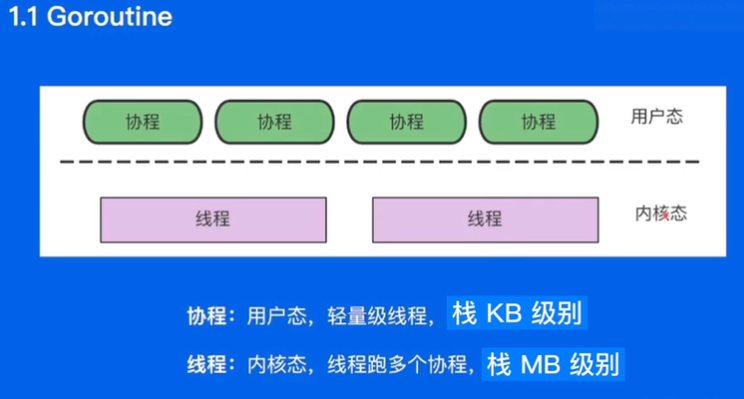 1.1 Goroutine
协程 协程 协程 协程 用户态
线程 线程 内核态
协程：用户态，轻量级线程，栈 KB 级别
线程：内核态，线程跑多个协程，栈 MB 级别